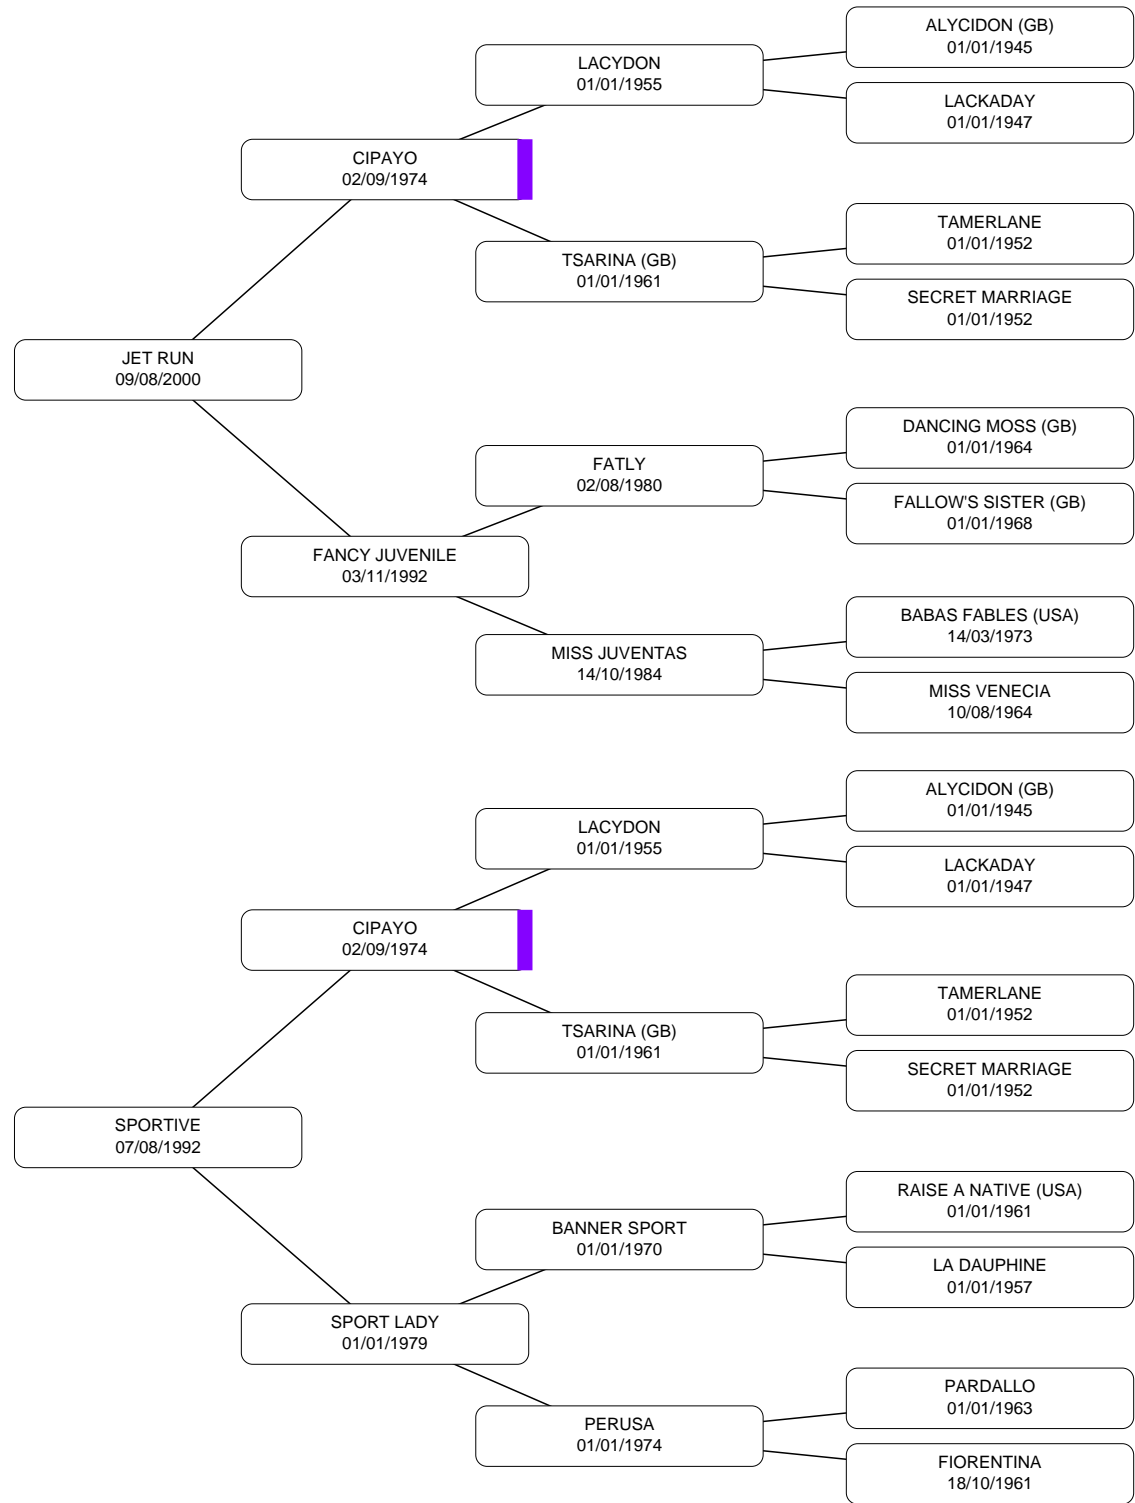 ALYCIDON (GB)
01/01/1945
LACYDON
01/01/1955
LACKADAY
01/01/1947
CIPAYO
02/09/1974
TAMERLANE
01/01/1952
TSARINA (GB)
01/01/1961
SECRET MARRIAGE
01/01/1952
JET RUN
09/08/2000
DANCING MOSS (GB)
01/01/1964
FATLY
02/08/1980
FALLOW'S SISTER (GB)
01/01/1968
FANCY JUVENILE
03/11/1992
BABAS FABLES (USA)
14/03/1973
MISS JUVENTAS
14/10/1984
MISS VENECIA
10/08/1964
ALYCIDON (GB)
01/01/1945
LACYDON
01/01/1955
LACKADAY
01/01/1947
CIPAYO
02/09/1974
TAMERLANE
01/01/1952
TSARINA (GB)
01/01/1961
SECRET MARRIAGE
01/01/1952
SPORTIVE
07/08/1992
RAISE A NATIVE (USA)
01/01/1961
BANNER SPORT
01/01/1970
LA DAUPHINE
01/01/1957
SPORT LADY
01/01/1979
PARDALLO
01/01/1963
PERUSA
01/01/1974
FIORENTINA
18/10/1961